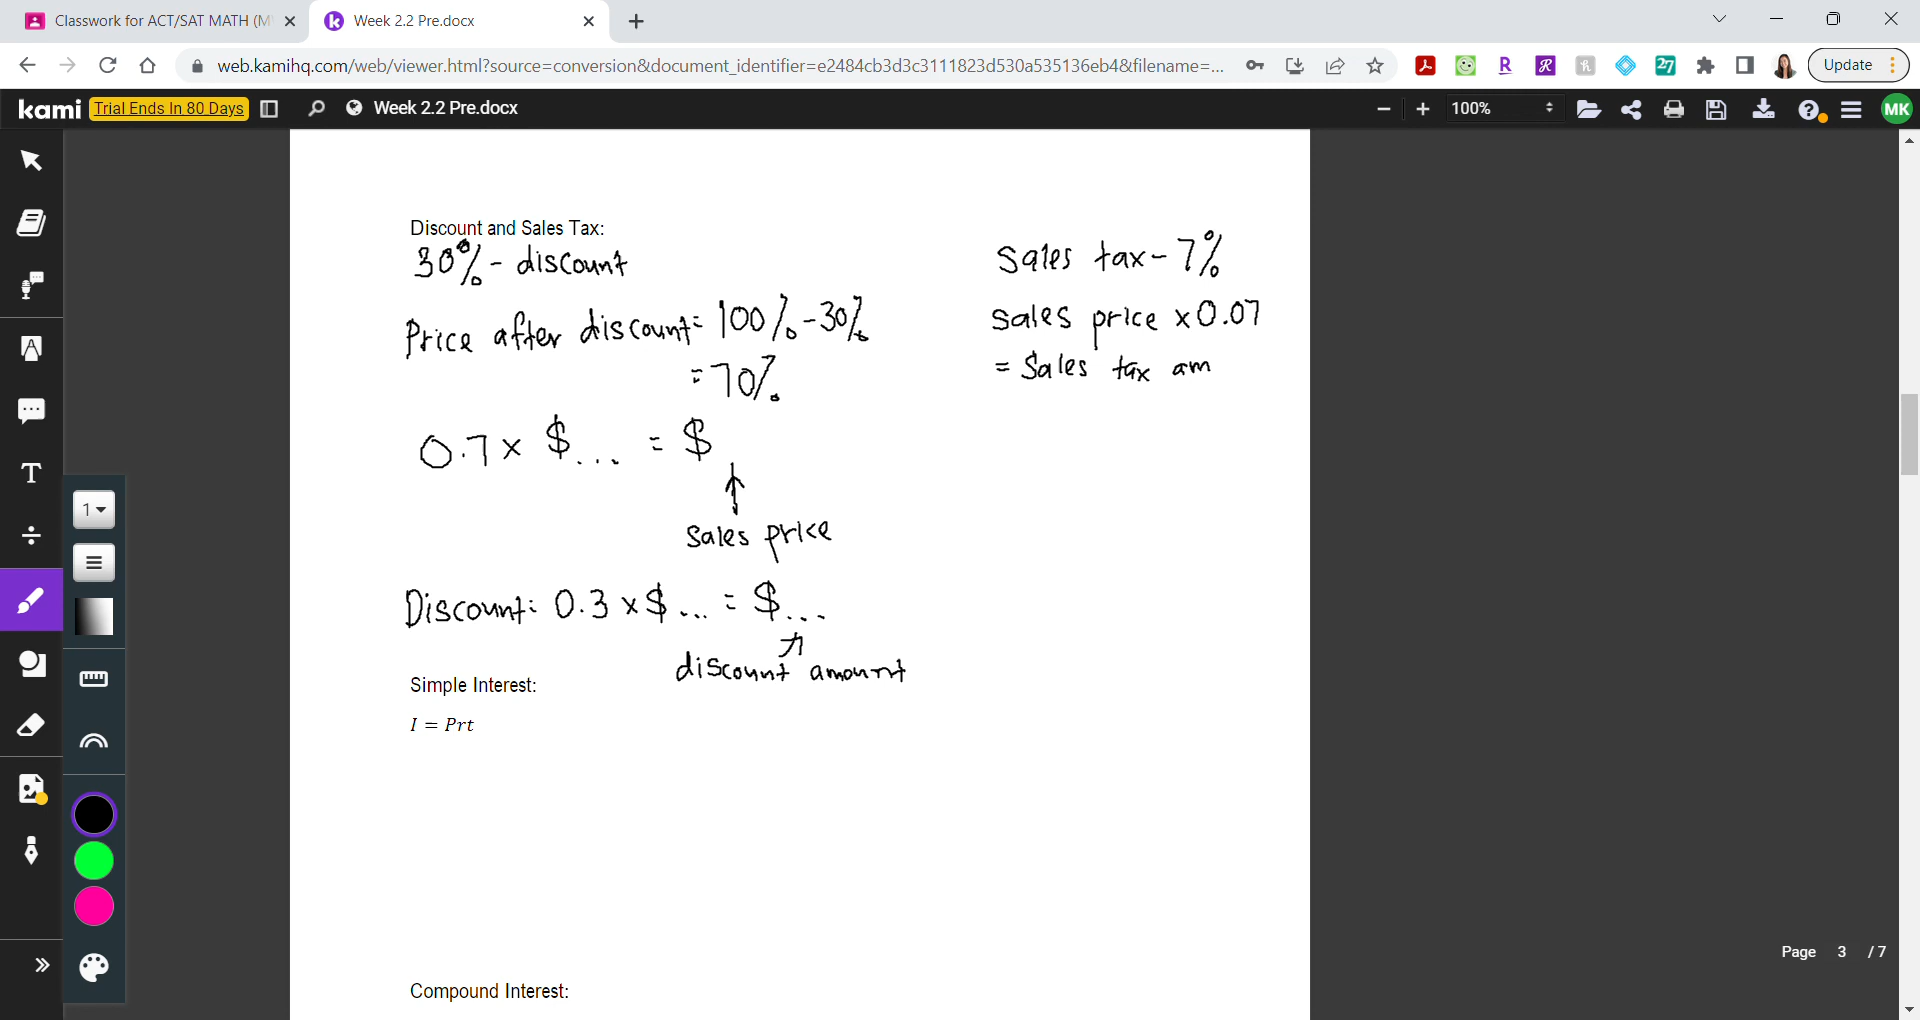 Classwork for ACT/SAT MATH (M
Week 2.2 Pre.docx
web.kamihq.com/web/viewer.html?source=conversion&document_identifier=e2484cb3d3c3111823d530a535136eb4&filename=...
Update
kami Trial Ends In 80 Days Week 2.2 Pre.docx
100%
MK
Discount and Sales Tax:
30% - discount
Price after discount: 100% - 30%
= 70%
0.7 x $... = $
sales price
Discount: 0.3 x $... = $...
discount amount
sales tax - 7%
sales price x 0.07
= Sales tax am
Simple Interest:
I = Prt
Compound Interest:
1
Page 3 / 7